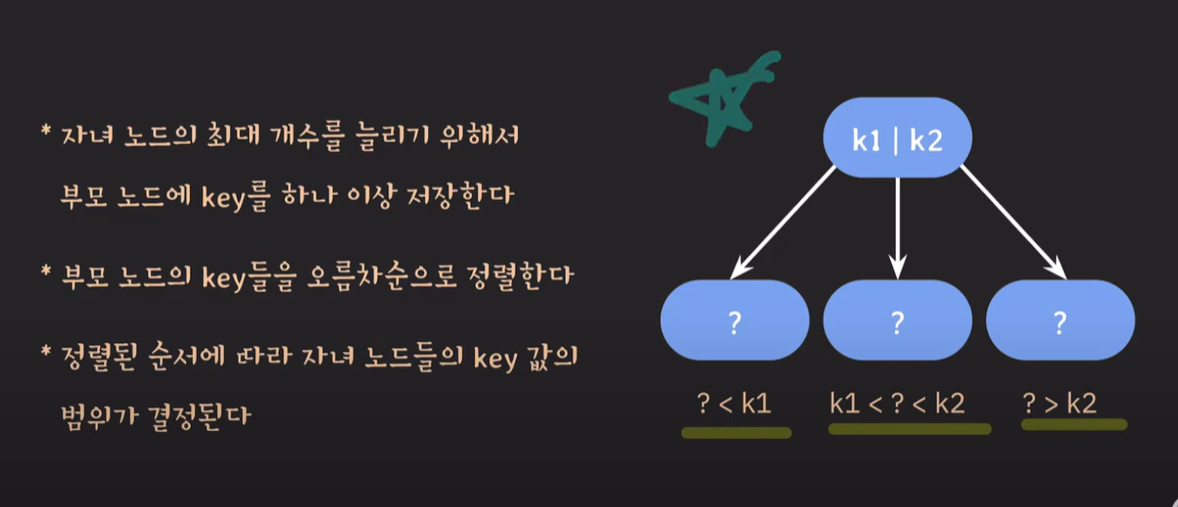 * 자녀 노드의 최대 개수를 늘리기 위해서
부모 노드에 key를 하나 이상 저장한다
* 부모 노드의 key들을 오름차순으로 정렬한다
* 정렬된 순서에 따라 자녀 노드들의 key 값의
범위가 결정된다
k1 | k2
? ? ?
? < k1 k1 < ? < k2 ? > k2